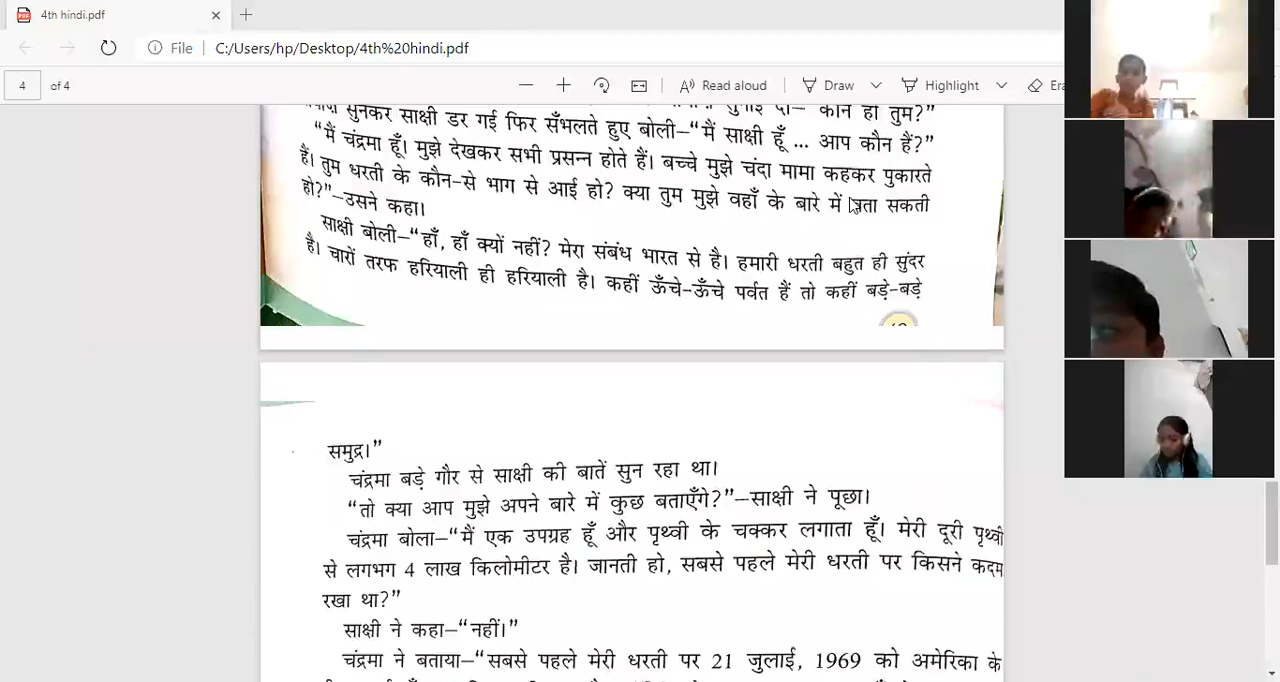 4th hindi.pdf
File
C:/Users/hp/Desktop/4th%20hindi.pdf
4 of 4
Read aloud
Draw
Highlight
सुनकर साक्षी डर गई फिर सँभलते हुए बोली–“मैं साक्षी हूँ ... आप कौन हैं?”
“मैं चंद्रमा हूँ। मुझे देखकर सभी प्रसन्न होते हैं। बच्चे मुझे चंदा मामा कहकर पुकारते
हैं। तुम धरती के कौन-से भाग से आई हो? क्या तुम मुझे वहाँ के बारे में बता सकती
हो?”–उसने कहा।
साक्षी बोली–“हाँ, हाँ क्यों नहीं? मेरा संबंध भारत से है। हमारी धरती बहुत ही सुंदर
है। चारों तरफ हरियाली ही हरियाली है। कहीं ऊँचे-ऊँचे पर्वत हैं तो कहीं बड़े-बड़े
समुद्र।”
चंद्रमा बड़े गौर से साक्षी की बातें सुन रहा था।
“तो क्या आप मुझे अपने बारे में कुछ बताएँगे?”–साक्षी ने पूछा।
चंद्रमा बोला–“मैं एक उपग्रह हूँ और पृथ्वी के चक्कर लगाता हूँ। मेरी दूरी पृथ्वी
से लगभग 4 लाख किलोमीटर है। जानती हो, सबसे पहले मेरी धरती पर किसने कदम
रखा था?”
साक्षी ने कहा–“नहीं।”
चंद्रमा ने बताया–“सबसे पहले मेरी धरती पर 21 जुलाई, 1969 को अमेरिका के